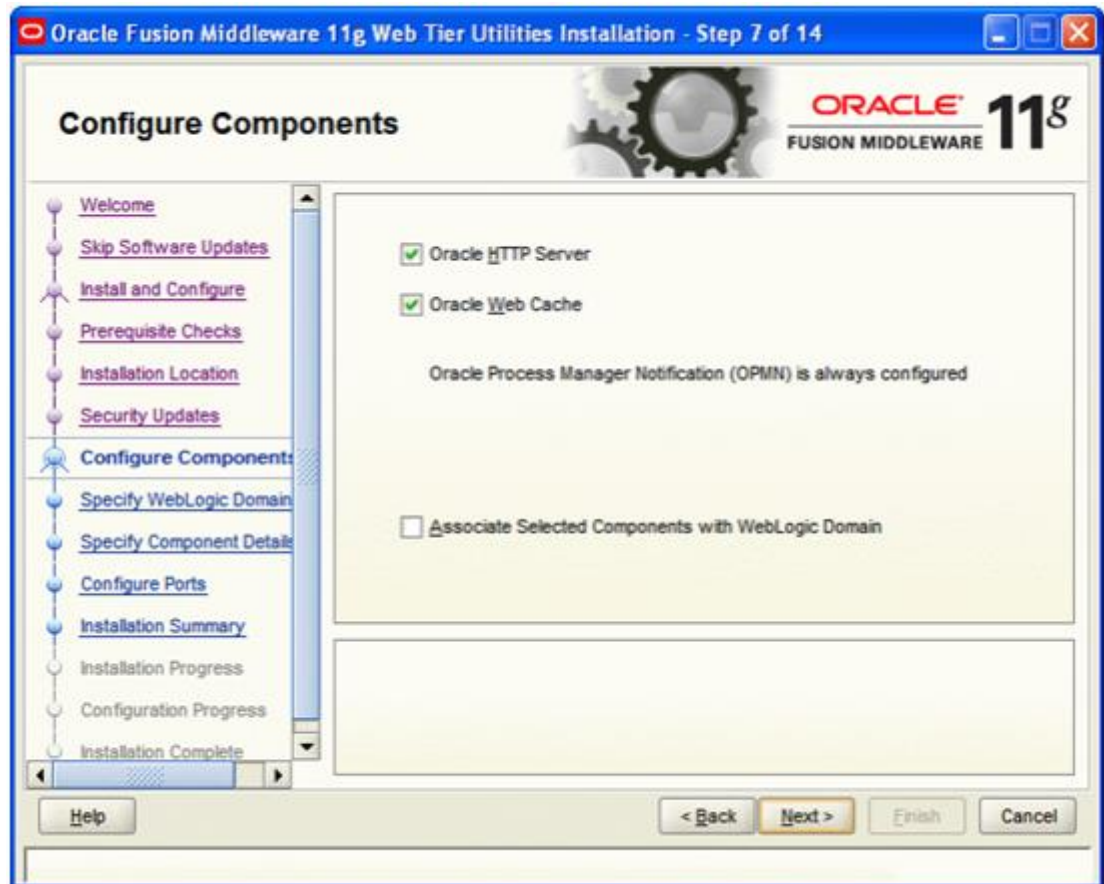 Oracle Fusion Middleware 11g Web Tier Utilities Installation - Step 7 of 14
Configure Components
ORACLE
FUSION MIDDLEWARE
11g
Welcome
Skip Software Updates
Install and Configure
Prerequisite Checks
Installation Location
Security Updates
Configure Components
Specify WebLogic Domain
Specify Component Details
Configure Ports
Installation Summary
Installation Progress
Configuration Progress
Installation Complete
Oracle HTTP Server
Oracle Web Cache
Oracle Process Manager Notification (OPMN) is always configured
Associate Selected Components with WebLogic Domain
Help
< Back
Next >
Finish
Cancel